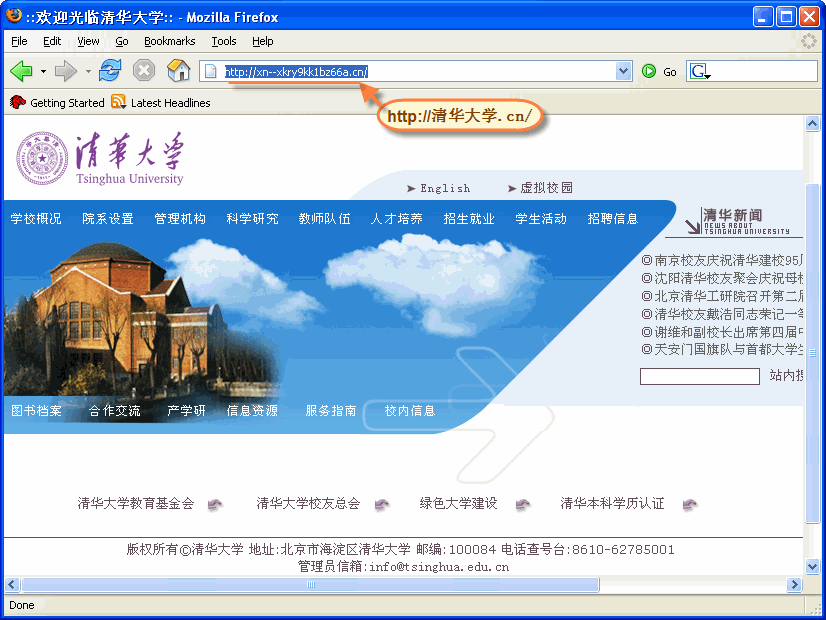 ::欢迎光临清华大学:: - Mozilla Firefox
File Edit View Go Bookmarks Tools Help
http://xn--xkry9kk1bz66a.cn/
Go
G
Getting Started Latest Headlines
http://清华大学.cn/
清华大学
Tsinghua University
English 虚拟校园
学校概况 院系设置 管理机构 科学研究 教师队伍 人才培养 招生就业 学生活动 招聘信息
清华新闻
NEWS ABOUT
TSINGHUA UNIVERSITY
南京校友庆祝清华建校95
沈阳清华校友聚会庆祝母校
北京清华工研院召开第二
清华校友戴浩同志荣记一等
谢维和副校长出席第四届
天安门国旗队与首都大学生
站内搜
图书档案 合作交流 产学研 信息资源 服务指南 校内信息
清华大学教育基金会 清华大学校友总会 绿色大学建设 清华本科学历认证
版权所有©清华大学 地址:北京市海淀区清华大学 邮编:100084 电话查号台:8610-62785001
管理员信箱:info@tsinghua.edu.cn
Done